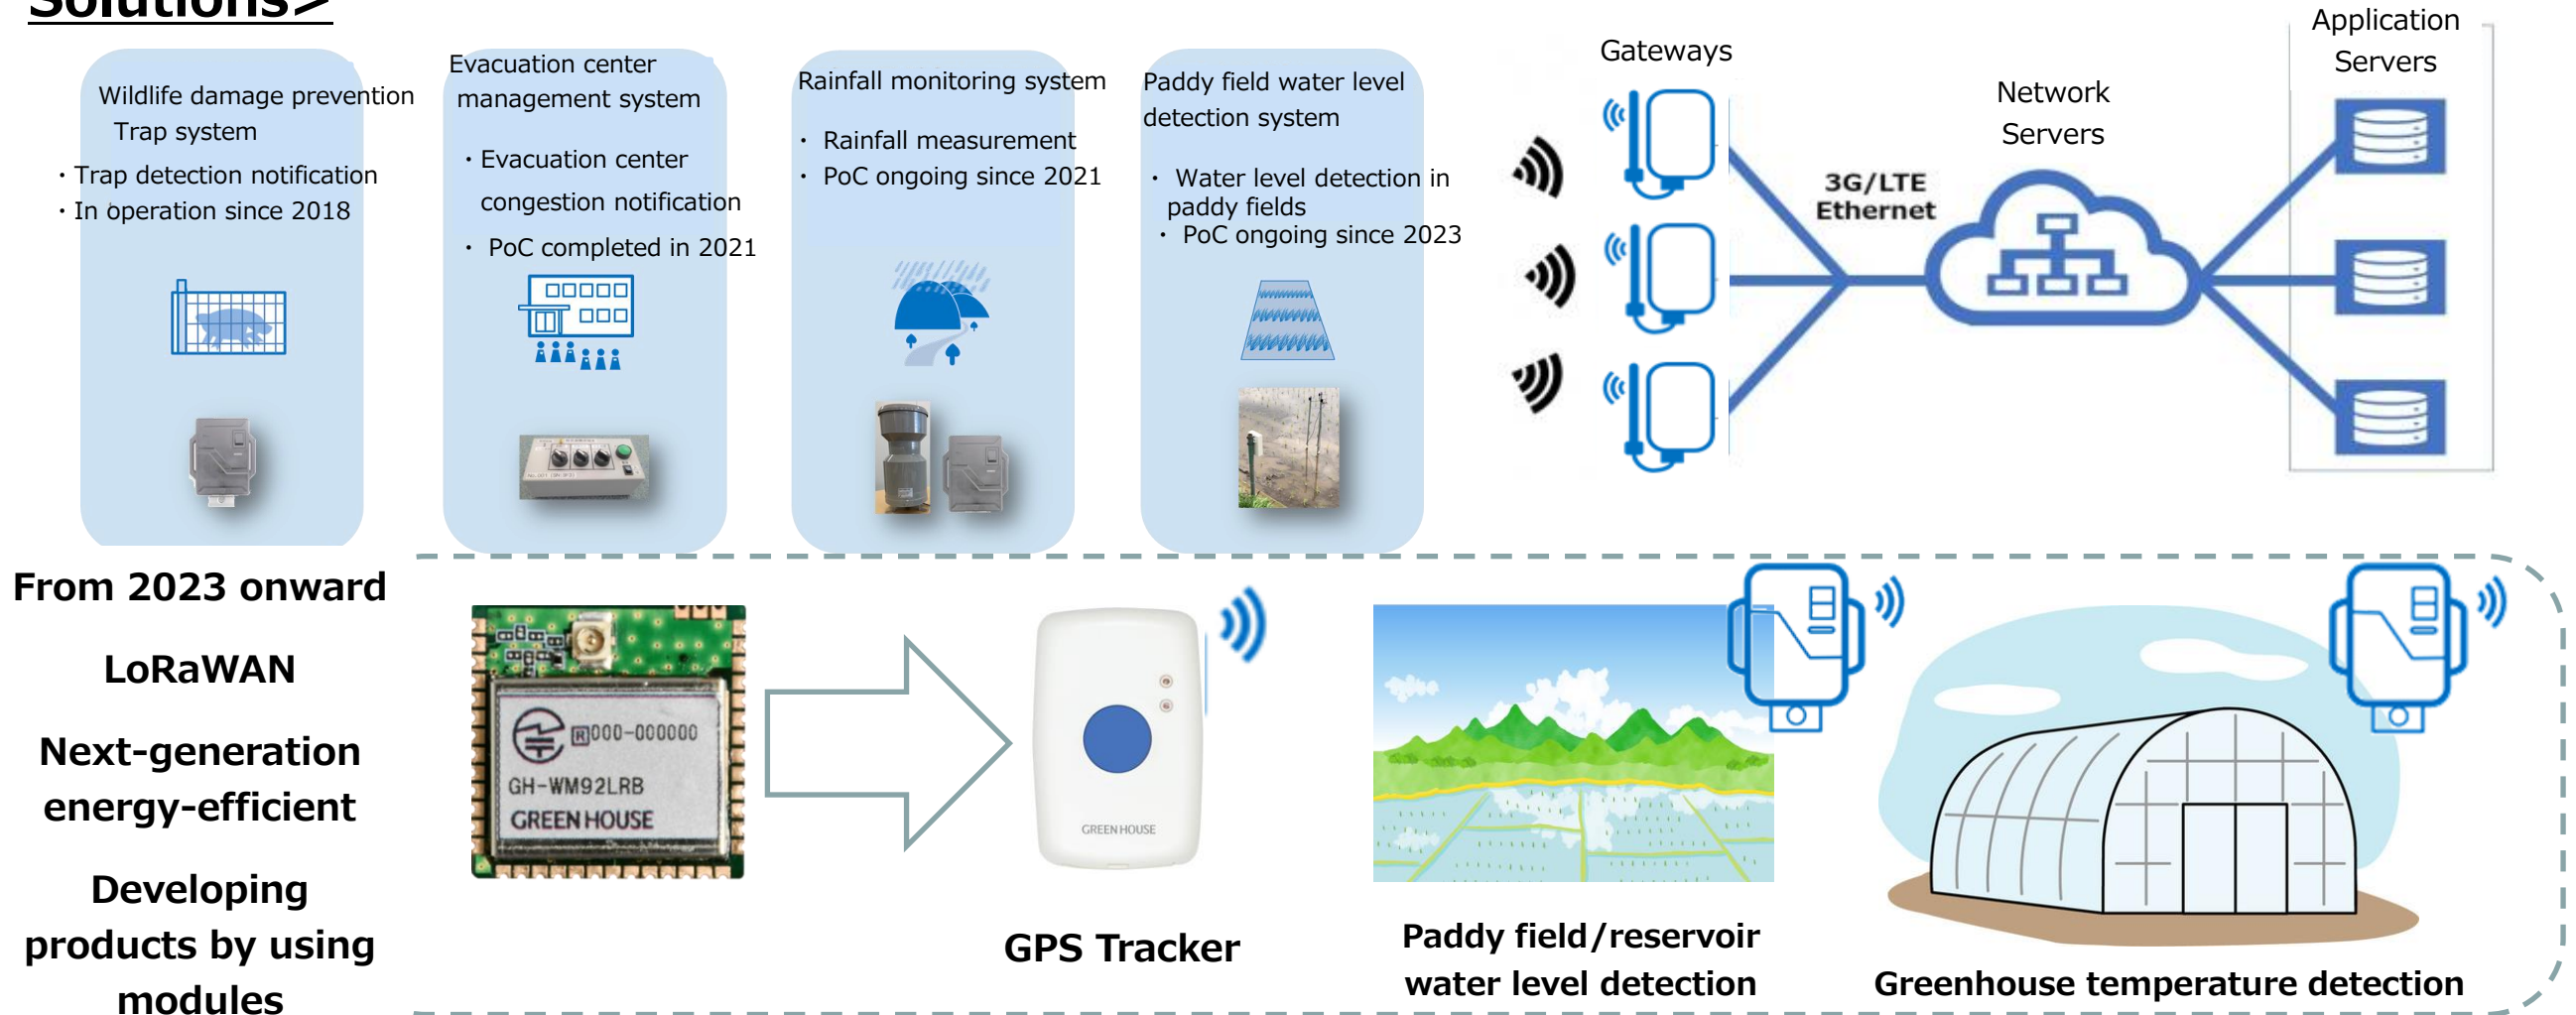 Solutions>
Wildlife damage prevention
Trap system
・Trap detection notification
・In operation since 2018
Evacuation center
management system
・Evacuation center
congestion notification
・ PoC completed in 2021
Rainfall monitoring system
・ Rainfall measurement
・ PoC ongoing since 2021
Paddy field water level
detection system
・ Water level detection in
paddy fields
・ PoC ongoing since 2023
Gateways
3G/LTE
Ethernet
Network
Servers
Application
Servers
From 2023 onward
LoRaWAN
Next-generation
energy-efficient
Developing
products by using
modules
R 000-000000
GH-WM92LRB
GREEN HOUSE
GREEN HOUSE
GPS Tracker
Paddy field/reservoir
water level detection
Greenhouse temperature detection